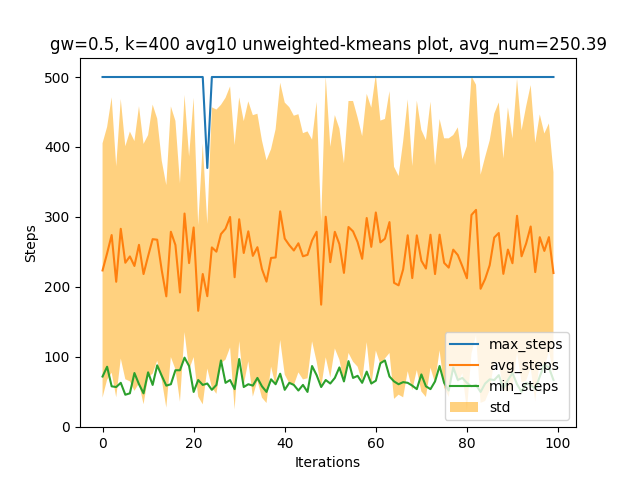 gw=0.5, k=400 avg10 unweighted-kmeans plot, avg_num=250.39
500
400
300
200
100
0
Steps
0
20
40
60
80
100
Iterations
max_steps
avg_steps
min_steps
std